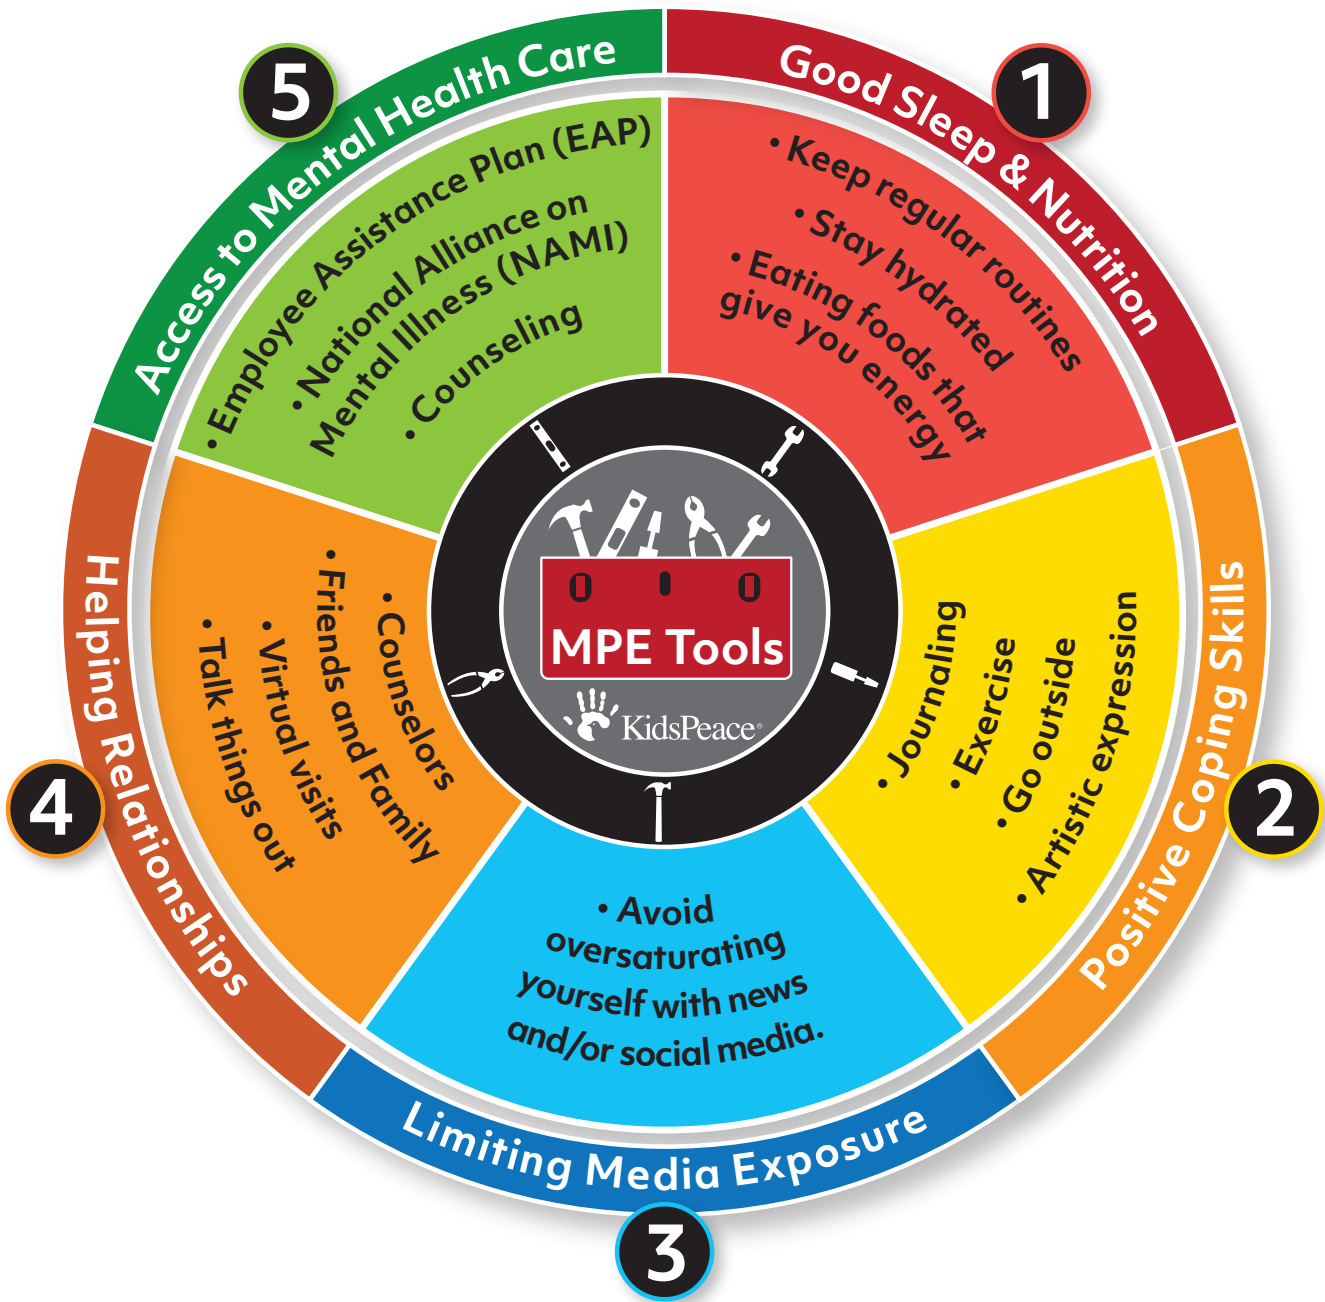 1
Good Sleep & Nutrition
• Keep regular routines
• Stay hydrated
• Eating foods that
give you energy
2
Positive Coping Skills
• Journaling
• Exercise
• Go outside
• Artistic expression
3
Limiting Media Exposure
• Avoid
oversaturating
yourself with news
and/or social media.
4
Helping Relationships
• Counselors
• Friends and Family
• Virtual visits
• Talk things out
5
Access to Mental Health Care
• Employee Assistance Plan (EAP)
• National Alliance on
Mental Illness (NAMI)
• Counseling
MPE Tools
KidsPeace®